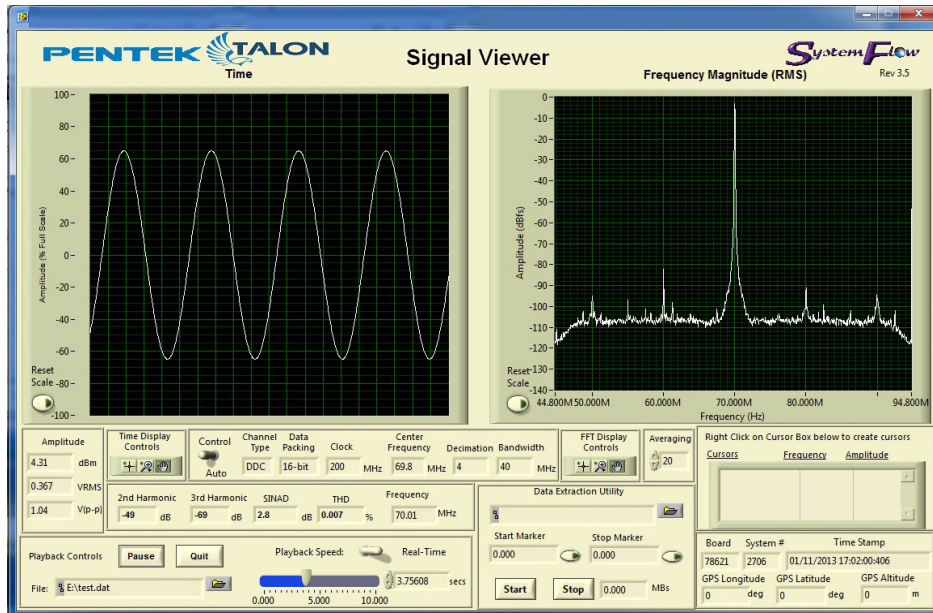 PENTEK TALON
Signal Viewer
SystemFlow
Rev 3.5
Time
Frequency Magnitude (RMS)
100
80
60
40
20
0
-20
-40
-60
-80
-100
Amplitude (% Full Scale)
Reset
Scale
0
-10
-20
-30
-40
-50
-60
-70
-80
-90
-100
-110
-120
-130
-140
Amplitude (dBfs)
Reset
Scale
44.800M 50.000M 60.000M 70.000M 80.000M 94.800M
Frequency (Hz)
Amplitude
4.31 dBm
0.367 VRMS
1.04 V(p-p)
Time Display
Controls
Control
Auto
Channel Type
DDC
Data Packing
16-bit
Clock
200 MHz
Center Frequency
69.8 MHz
Decimation
4
Bandwidth
40 MHz
FFT Display
Controls
Averaging
20
Right Click on Cursor Box below to create cursors
Cursors Frequency Amplitude
2nd Harmonic
-49 dB
3rd Harmonic
-69 dB
SINAD
2.8 dB
THD
0.007 %
Frequency
70.01 MHz
Data Extraction Utility
Start Marker
0.000
Stop Marker
0.000
Start Stop 0.000 MBs
Playback Controls
Pause Quit
File: E:\test.dat
Playback Speed: Real-Time
0.000 5.000 10.000
3.75608 secs
Board System # Time Stamp
78621 2706 01/11/2013 17:02:00:406
GPS Longitude GPS Latitude GPS Altitude
0 deg 0 deg 0 m